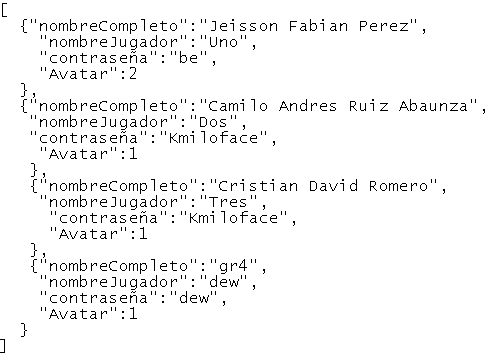 [
{"nombreCompleto":"Jeisson Fabian Perez",
"nombreJugador":"Uno",
"contraseña":"be",
"Avatar":2
},
{"nombreCompleto":"Camilo Andres Ruiz Abaunza",
"nombreJugador":"Dos",
"contraseña":"Kmiloface",
"Avatar":1
},
{"nombreCompleto":"Cristian David Romero",
"nombreJugador":"Tres",
"contraseña":"Kmiloface",
"Avatar":1
},
{"nombreCompleto":"gr4",
"nombreJugador":"dew",
"contraseña":"dew",
"Avatar":1
}
]